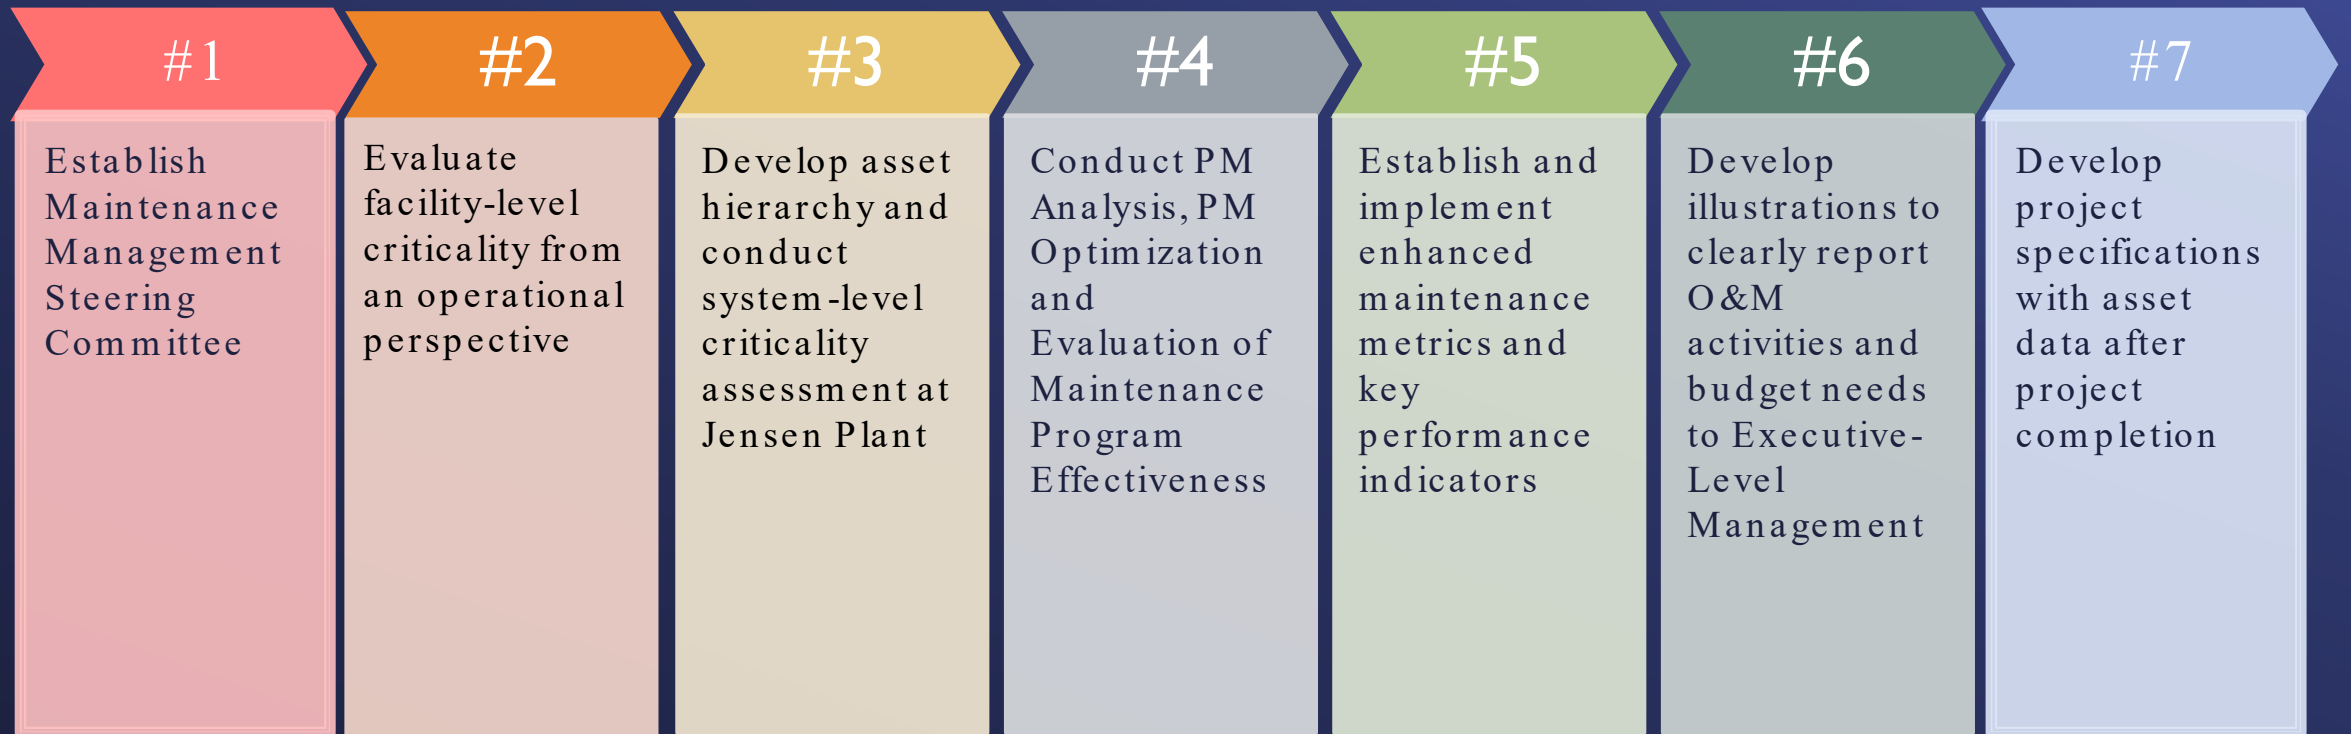 #1
Establish
Maintenance
Management
Steering
Committee
#2
Evaluate
facility-level
criticality from
an operational
perspective
#3
Develop asset
hierarchy and
conduct
system-level
criticality
assessment at
Jensen Plant
#4
Conduct PM
Analysis, PM
Optimization
and
Evaluation of
Maintenance
Program
Effectiveness
#5
Establish and
implement
enhanced
maintenance
metrics and
key
performance
indicators
#6
Develop
illustrations to
clearly report
O&M
activities and
budget needs
to Executive-
Level
Management
#7
Develop
project
specifications
with asset
data after
project
completion